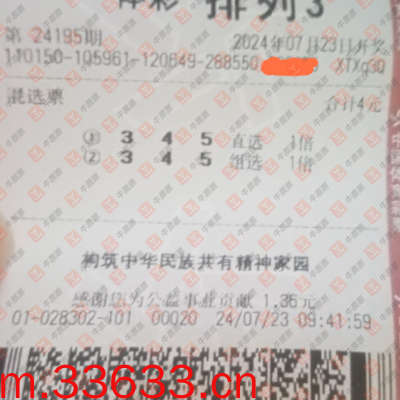 体彩 排列3
第 24195期 2024年07月23日开奖
110150-105961-120649-288550 XTXg3Q
混选票 合计4元
① 3 4 5 直选 1倍
② 3 4 5 组选 1倍
构筑中华民族共有精神家园
感谢您为公益事业贡献 1.36元
01-028302-101 00020 24/07/23 09:41:59
m.33633.cn